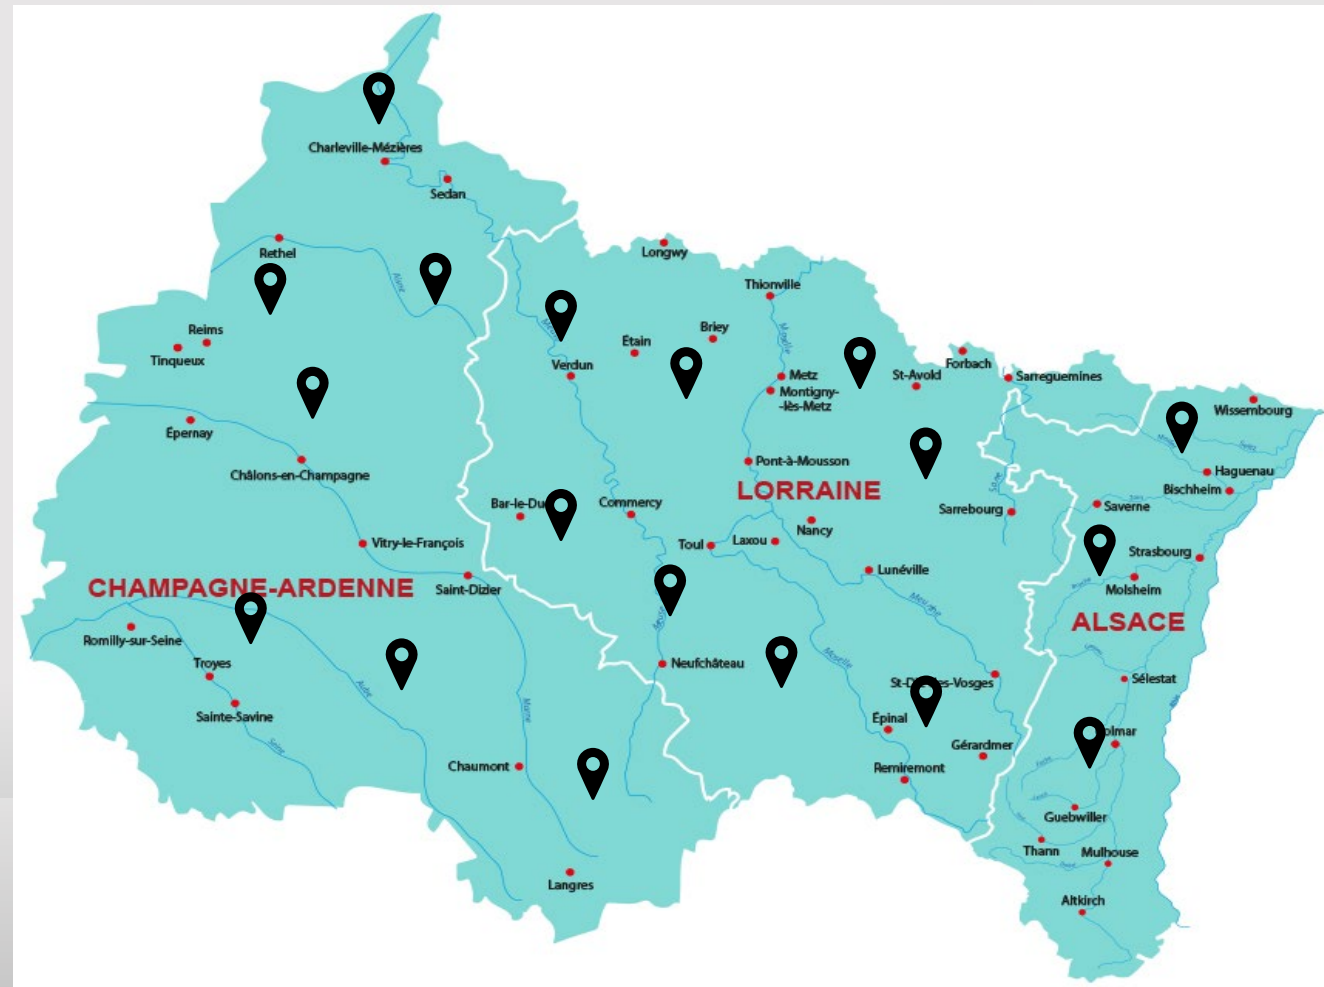 Charleville-Mézières
Sedan
Rethel
Aisne
Longwy
Thionville
Reims
Tinqueux
Étain
Briey
Moselle
Verdun
Metz
Montigny-
-lès-Metz
St-Avold
Forbach
Sarreguemines
Wissembourg
Épernay
Châlons-en-Champagne
Pont-à-Mousson
Haguenau
Bischheim
LORRAINE
Bar-le-Du
Commercy
Sarrebourg
Saverne
Nancy
Vitry-le-François
Toul
Laxou
Strasbourg
CHAMPAGNE-ARDENNE
Saint-Dizier
Lunéville
Molsheim
Meurthe
ALSACE
Romilly-sur-Seine
Meuse
Moselle
Troyes
Neufchâteau
Sélestat
Aube
Sainte-Savine
Marne
Seine
Épinal
Gérardmer
olmar
Chaumont
Remiremont
Guebwiller
Thann
Mulhouse
Langres
Altkirch